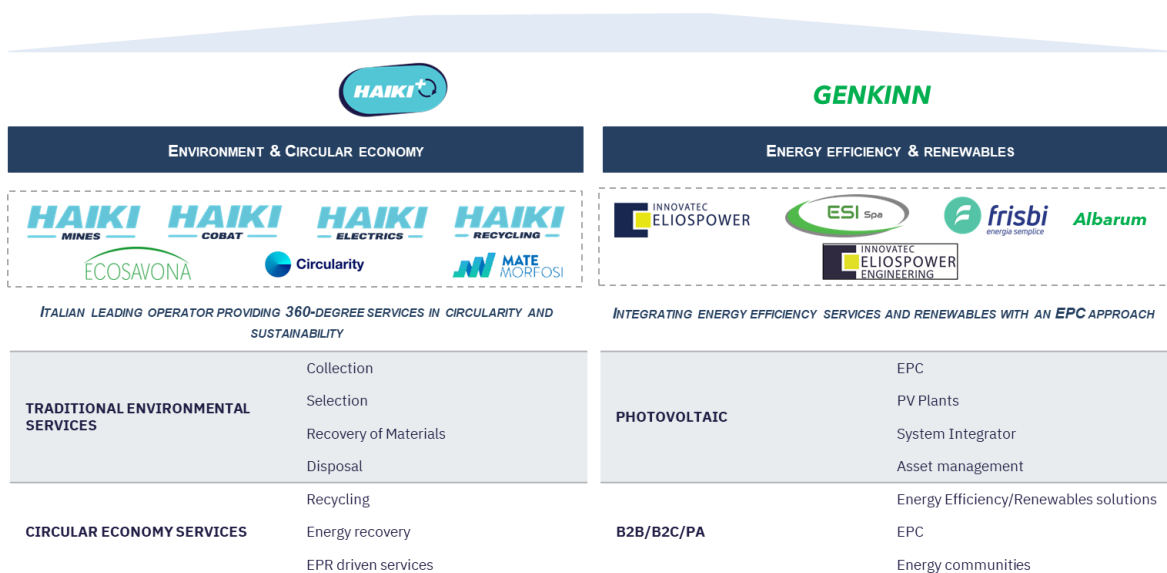 HAIKI+
GENKINN
ENVIRONMENT & CIRCULAR ECONOMY
ENERGY EFFICIENCY & RENEWABLES
HAIKI MINES
HAIKI COBAT
HAIKI ELECTRICS
HAIKI RECYCLING
ECOSAVONA
Circularity
MATE MORFOSI
INNOVATEC
ELIOSPOWER
ESI SpA
frisbi
energia semplice
Albarum
INNOVATEC
ELIOSPOWER
ENGINEERING
ITALIAN LEADING OPERATOR PROVIDING 360-DEGREE SERVICES IN CIRCULARITY AND
SUSTAINABILITY
INTEGRATING ENERGY EFFICIENCY SERVICES AND RENEWABLES WITH AN EPC APPROACH
TRADITIONAL ENVIRONMENTAL
SERVICES
Collection
Selection
Recovery of Materials
Disposal
CIRCULAR ECONOMY SERVICES
Recycling
Energy recovery
EPR driven services
PHOTOVOLTAIC
EPC
PV Plants
System Integrator
Asset management
B2B/B2C/PA
Energy Efficiency/Renewables solutions
EPC
Energy communities